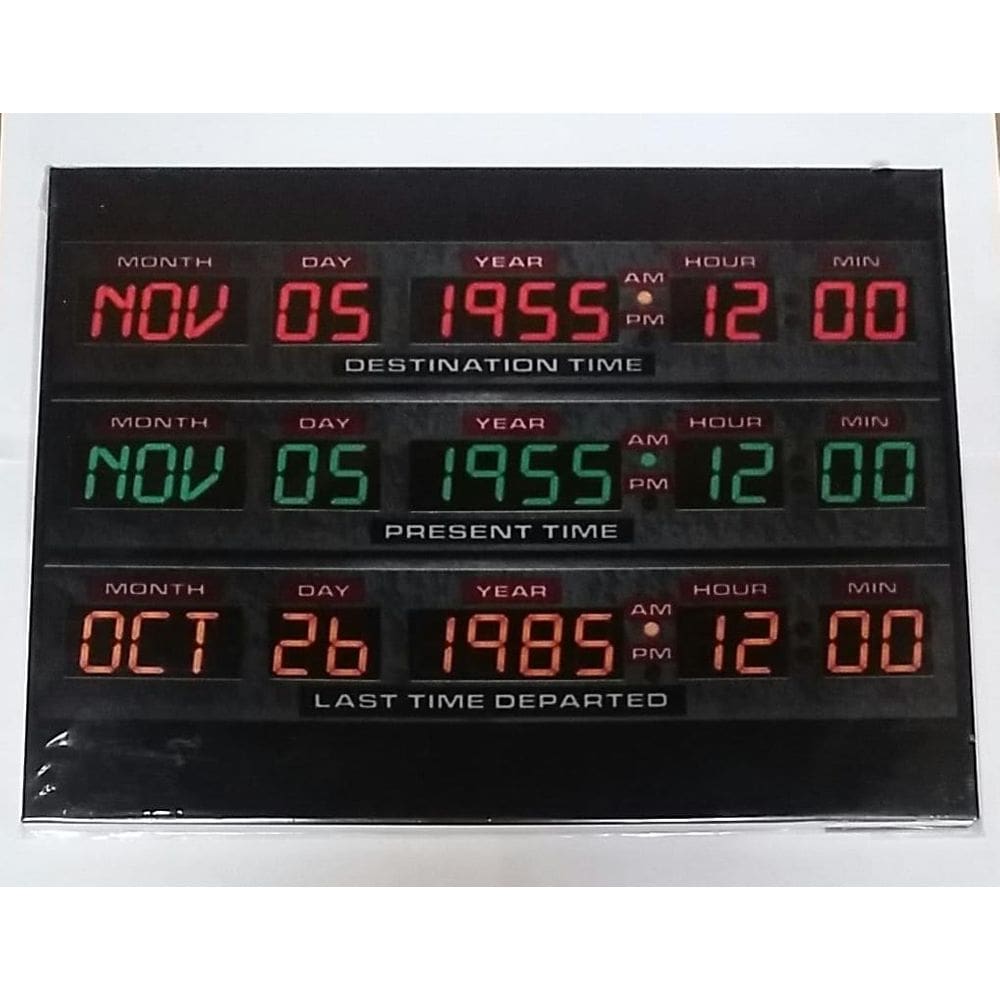 MONTH DAY YEAR HOUR MIN
AM
NOV 05 1955 12 00
PM
DESTINATION TIME
MONTH DAY YEAR HOUR MIN
AM
NOV 05 1955 12 00
PM
PRESENT TIME
MONTH DAY YEAR HOUR MIN
AM
OCT 26 1985 12 00
PM
LAST TIME DEPARTED